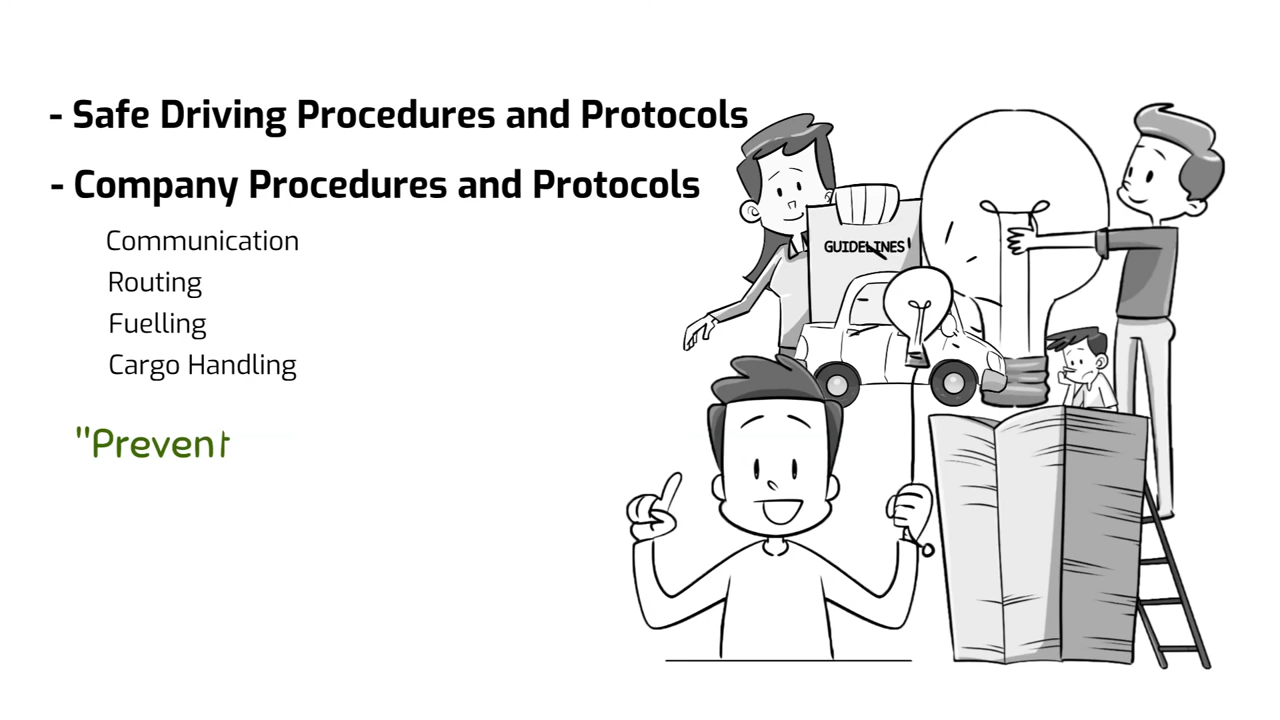 - Safe Driving Procedures and Protocols
- Company Procedures and Protocols
Communication
Routing
Fuelling
Cargo Handling
"Prevent
GUIDELINES